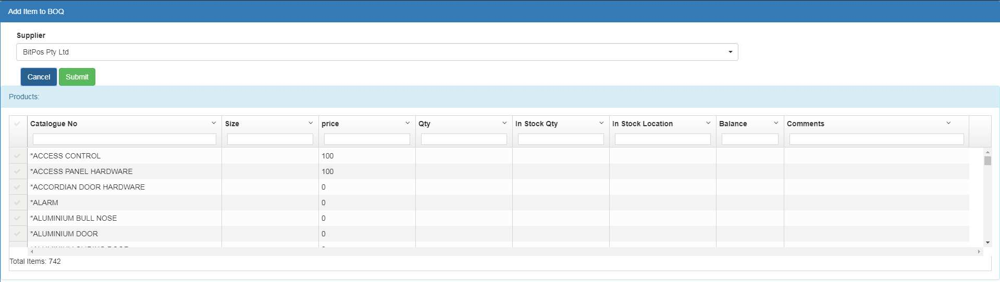 Add Item to BOQ
Supplier
BitPos Pty Ltd
Cancel Submit
Products:
Catalogue No Size price Qty In Stock Qty In Stock Location Balance Comments
*ACCESS CONTROL 100
*ACCESS PANEL HARDWARE 100
*ACCORDIAN DOOR HARDWARE 0
*ALARM 0
*ALUMINIUM BULL NOSE 0
*ALUMINIUM DOOR 0
Total Items: 742